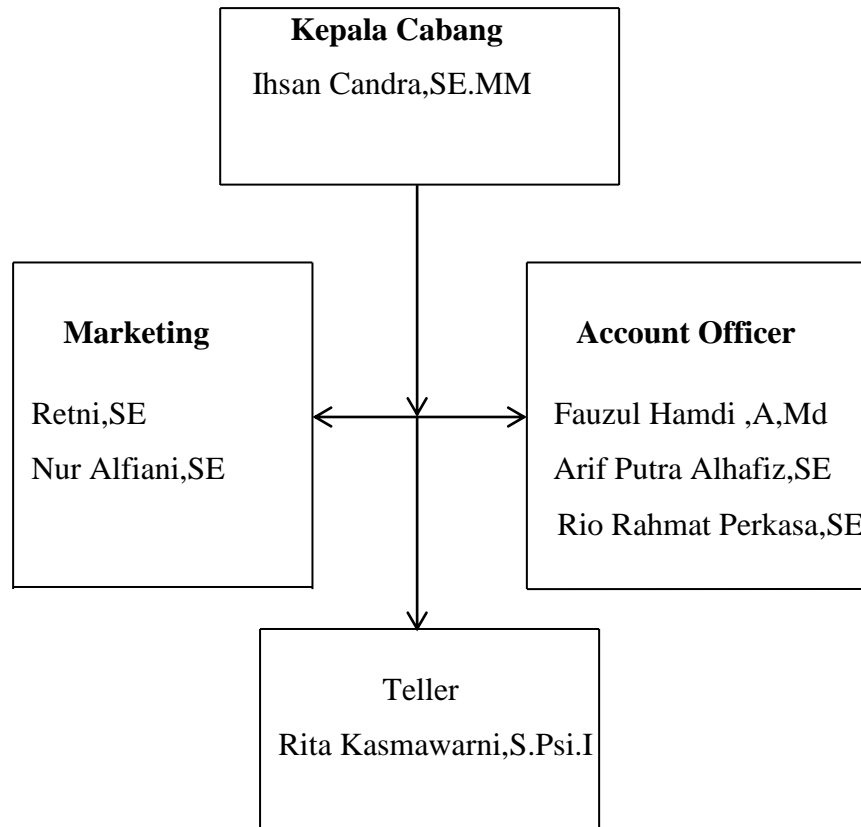 Kepala Cabang
Ihsan Candra,SE.MM
Marketing
Retni,SE
Nur Alfiani,SE
Account Officer
Fauzul Hamdi ,A,Md
Arif Putra Alhafiz,SE
Rio Rahmat Perkasa,SE
Teller
Rita Kasmawarni,S.Psi.I